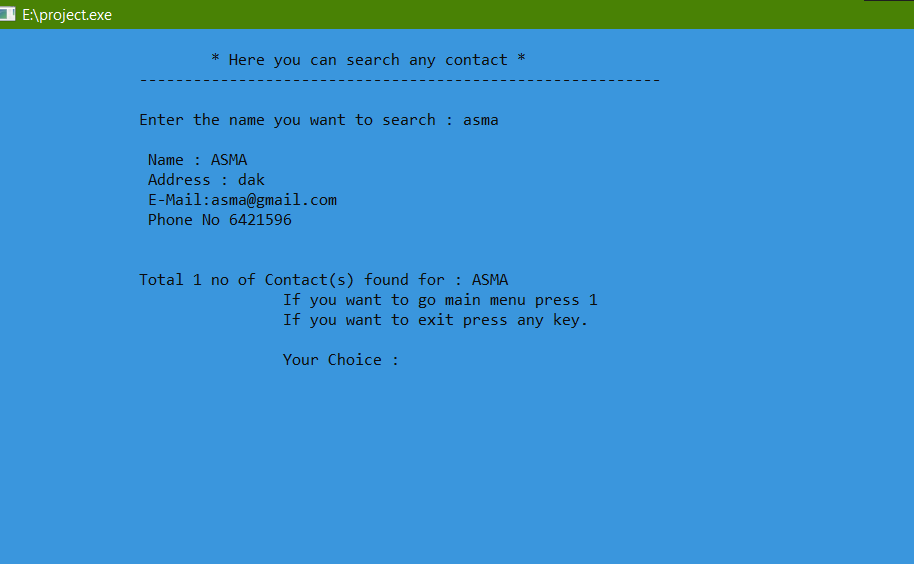 E:\project.exe
* Here you can search any contact *
----------------------------------------------------------
Enter the name you want to search : asma
Name : ASMA
Address : dak
E-Mail:asma@gmail.com
Phone No 6421596
Total 1 no of Contact(s) found for : ASMA
If you want to go main menu press 1
If you want to exit press any key.
Your Choice :